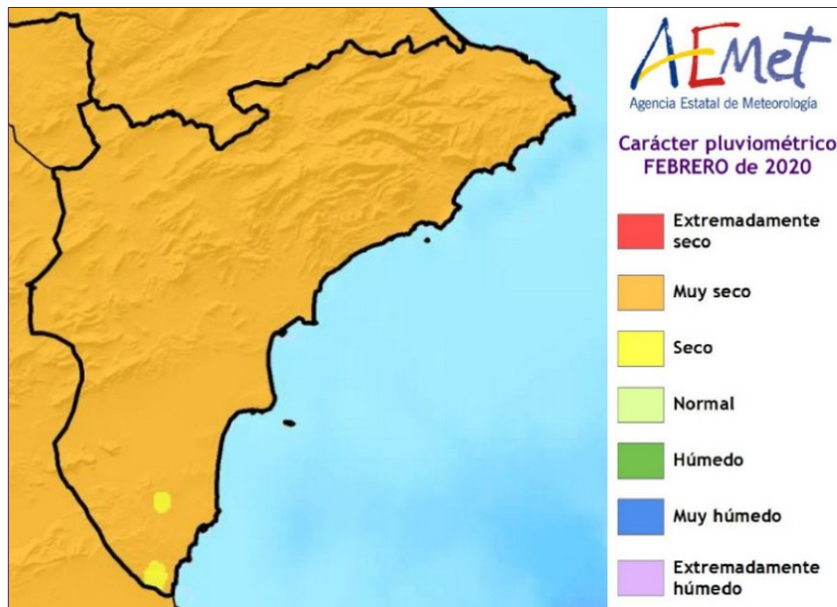 AEMet
Agencia Estatal de Meteorología
Carácter pluviométrico
FEBRERO de 2020
Extremadamente
seco
Muy seco
Seco
Normal
Húmedo
Muy húmedo
Extremadamente
húmedo